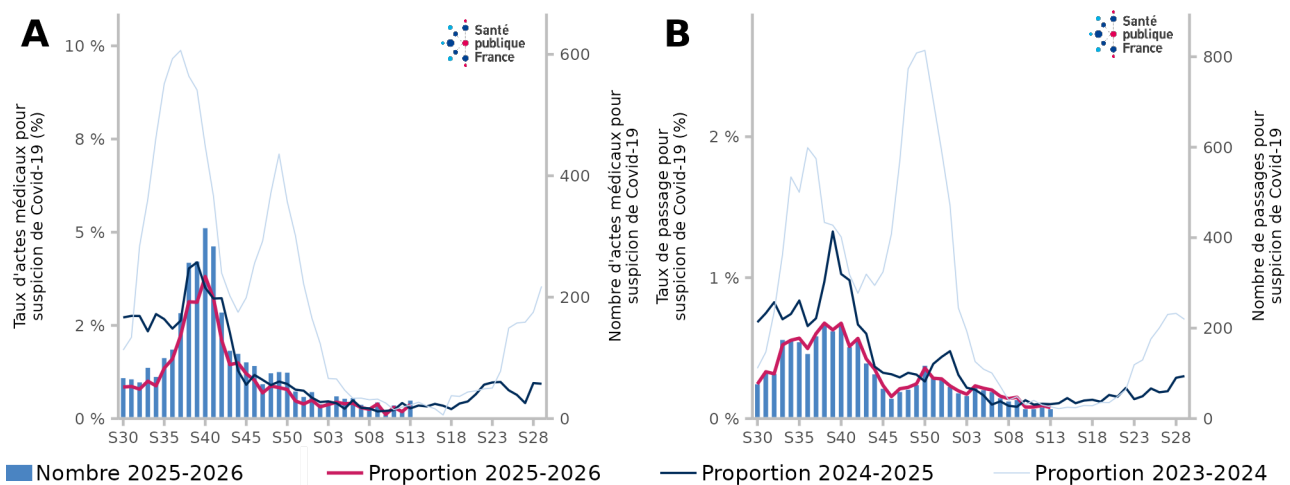 A
Santé
publique
France
10 %
8 %
5 %
2 %
0 %
600
400
200
0
Taux d'actes médicaux pour
suspicion de Covid-19 (%)
Nombre d'actes médicaux pour
suspicion de Covid-19
S30 S35 S40 S45 S50 S03 S08 S13 S18 S23 S28
B
Santé
publique
France
2 %
1 %
0 %
800
600
400
200
0
Taux de passage pour
suspicion de Covid-19 (%)
Nombre de passages pour
suspicion de Covid-19
S30 S35 S40 S45 S50 S03 S08 S13 S18 S23 S28
Nombre 2025-2026 Proportion 2025-2026 Proportion 2024-2025 Proportion 2023-2024